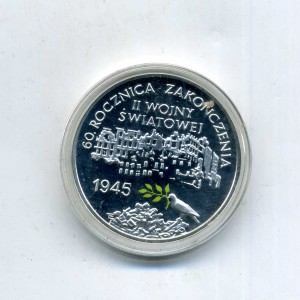 60. ROCZNICA ZAKOŃCZENIA
II WOJNY
ŚWIATOWEJ
1945